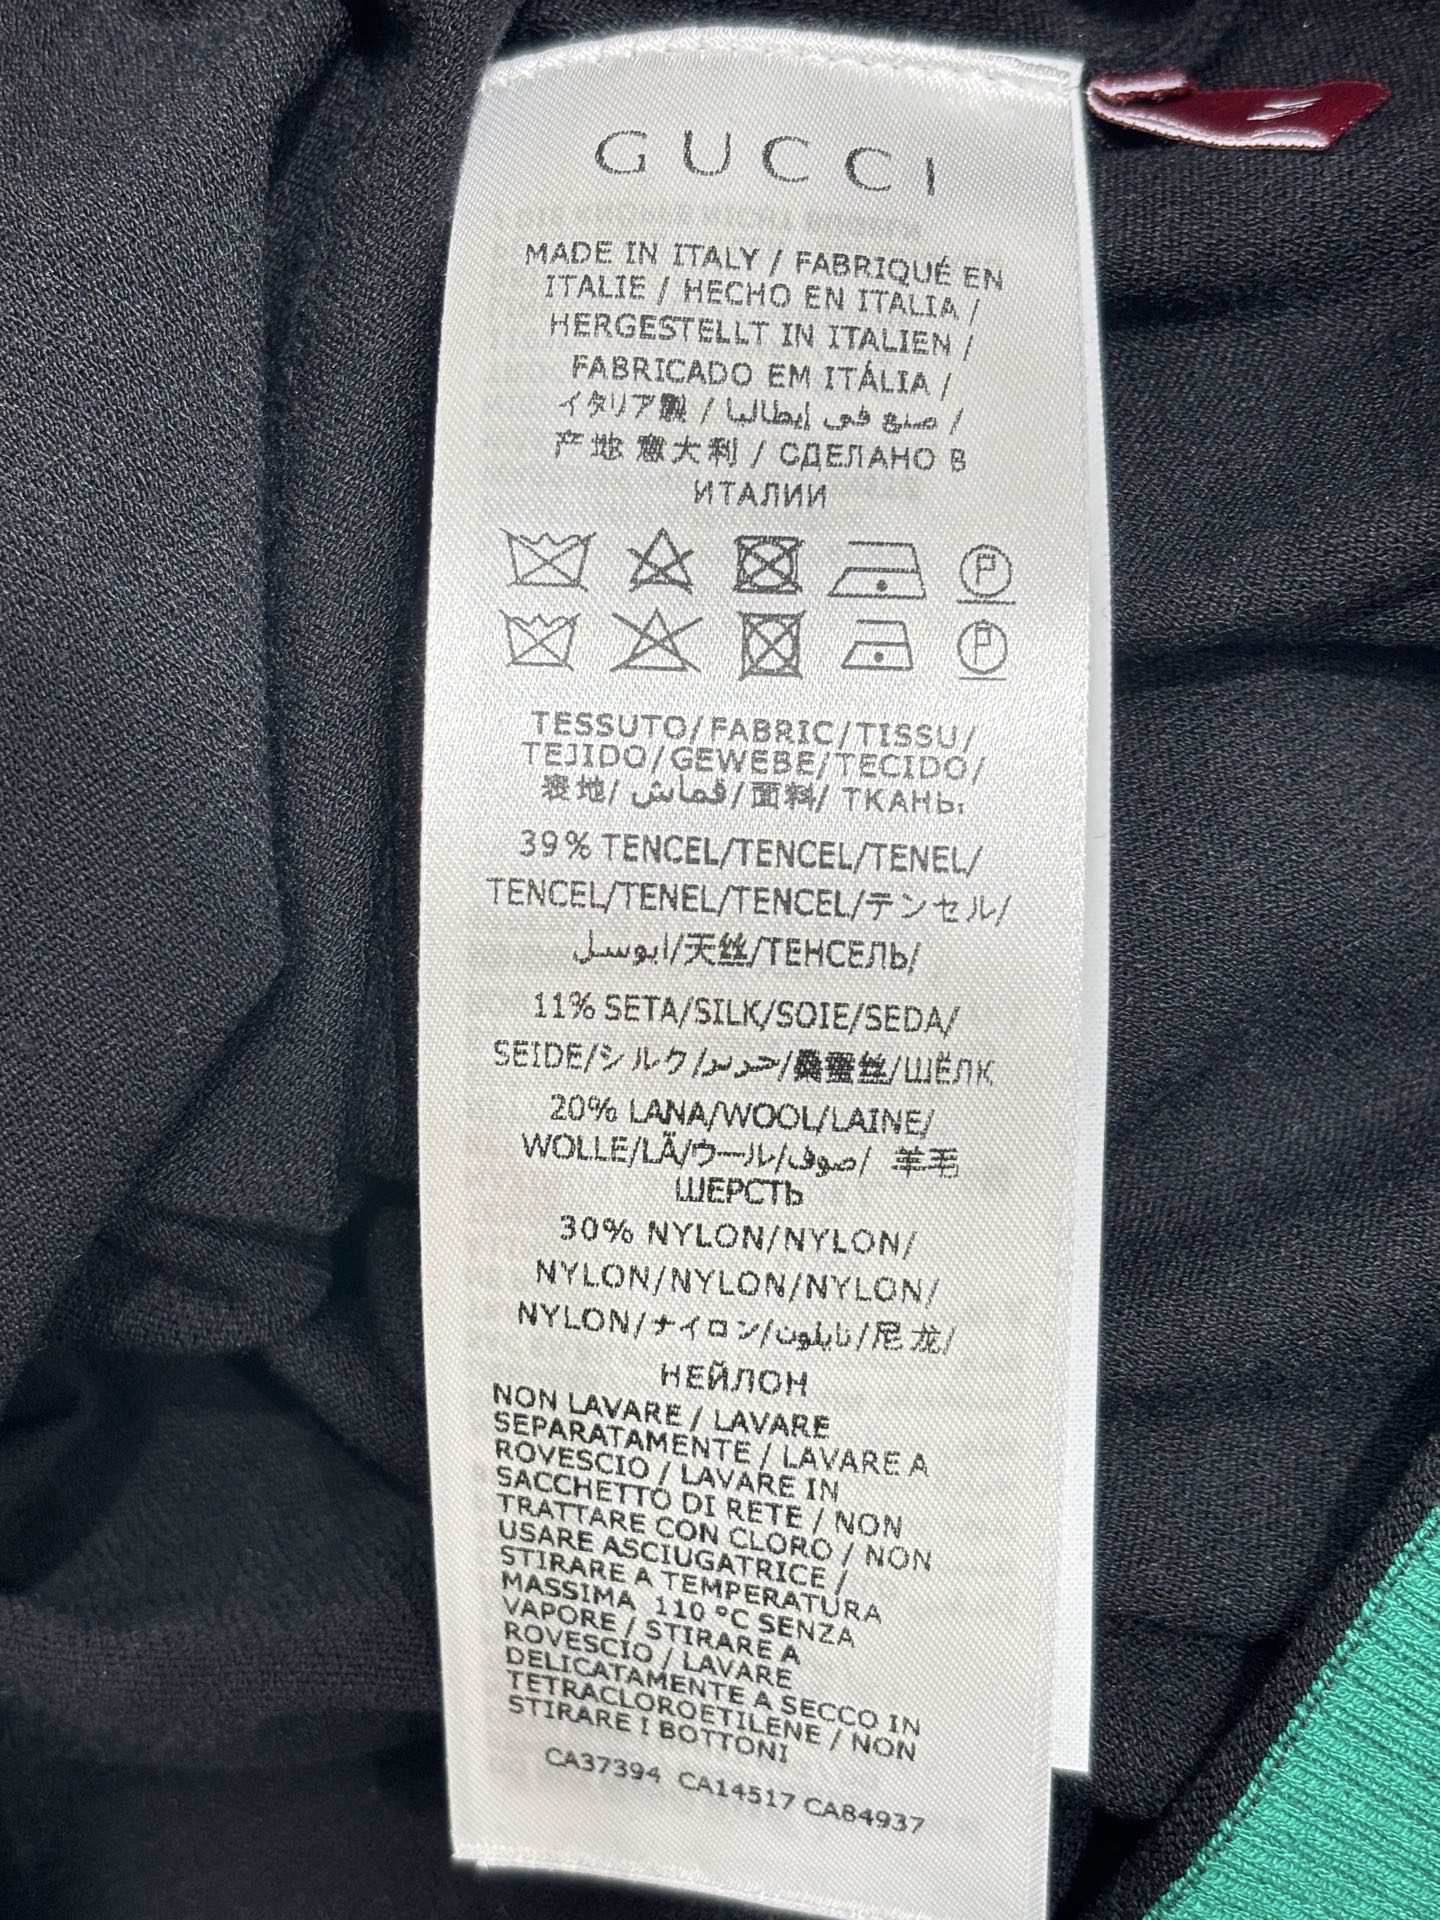 GUCCI
MADE IN ITALY / FABRIQUÉ EN
ITALIE / HECHO EN ITALIA /
HERGESTELLT IN ITALIEN /
FABRICADO EM ITÁLIA /
イタリア製 / صنع في إيطاليا /
产地 意大利 / СДЕЛАНО В
ИТАЛИИ
P
P
TESSUTO/FABRIC/TISSU/
TEJIDO/GEWEBE/TECIDO/
表地/قماش/面料/ ТКАНЬ:
39% TENCEL/TENCEL/TENEL/
TENCEL/TENEL/TENCEL/テンセル/
ابوسل/天丝/ТЕНСЕЛЬ/
11% SETA/SILK/SOIE/SEDA/
SEIDE/シルク/حرير/桑蚕丝/ШЁЛК
20% LANA/WOOL/LAINE/
WOLLE/LÃ/ウール/صوف/ 羊毛
ШЕРСТЬ
30% NYLON/NYLON/
NYLON/NYLON/NYLON/
NYLON/ナイロン/نايلون/尼龙/
НЕЙЛОН
NON LAVARE / LAVARE
SEPARATAMENTE / LAVARE A
ROVESCIO / LAVARE IN
SACCHETTO DI RETE / NON
TRATTARE CON CLORO / NON
USARE ASCIUGATRICE /
STIRARE A TEMPERATURA
MASSIMA 110 °C SENZA
VAPORE / STIRARE A
ROVESCIO / LAVARE
DELICATAMENTE A SECCO IN
TETRACLOROETILENE / NON
STIRARE I BOTTONI
CA37394 CA14517 CA84937